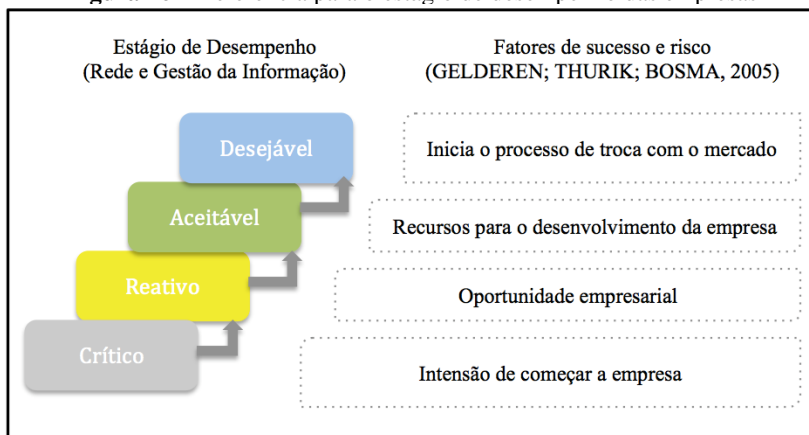 Estágio de Desempenho
(Rede e Gestão da Informação)
Fatores de sucesso e risco
(GELDEREN; THURIK; BOSMA, 2005)
Desejável
Inicia o processo de troca com o mercado
Aceitável
Recursos para o desenvolvimento da empresa
Reativo
Oportunidade empresarial
Crítico
Intensão de começar a empresa